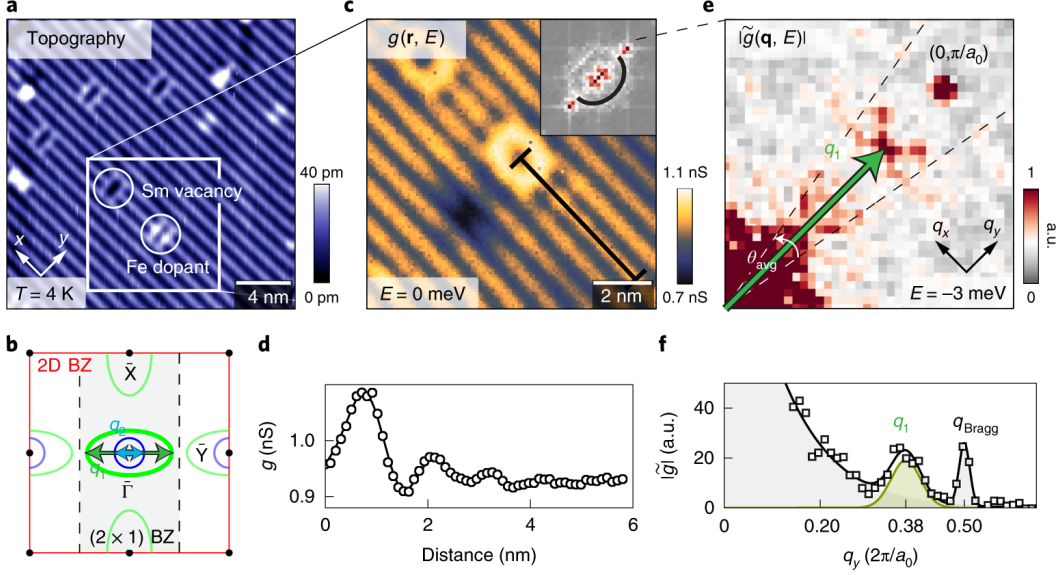 a
Topography
Sm vacancy
Fe dopant
x
y
T = 4 K
4 nm
40 pm
0 pm
c
g(r, E)
E = 0 meV
2 nm
1.1 nS
0.7 nS
e
|g̃(q, E)|
(0,π/a₀)
q₁
θavg
qₓ
q_y
E = −3 meV
1
0
a.u.
b
2D BZ
X̄
q₂
q₁
Ȳ
Γ̄
(2 × 1) BZ
d
g (nS)
1.0
0.9
0
2
4
6
Distance (nm)
f
|g̃| (a.u.)
40
20
0
q₁
qBragg
0
0.20
0.38
0.50
q_y (2π/a₀)